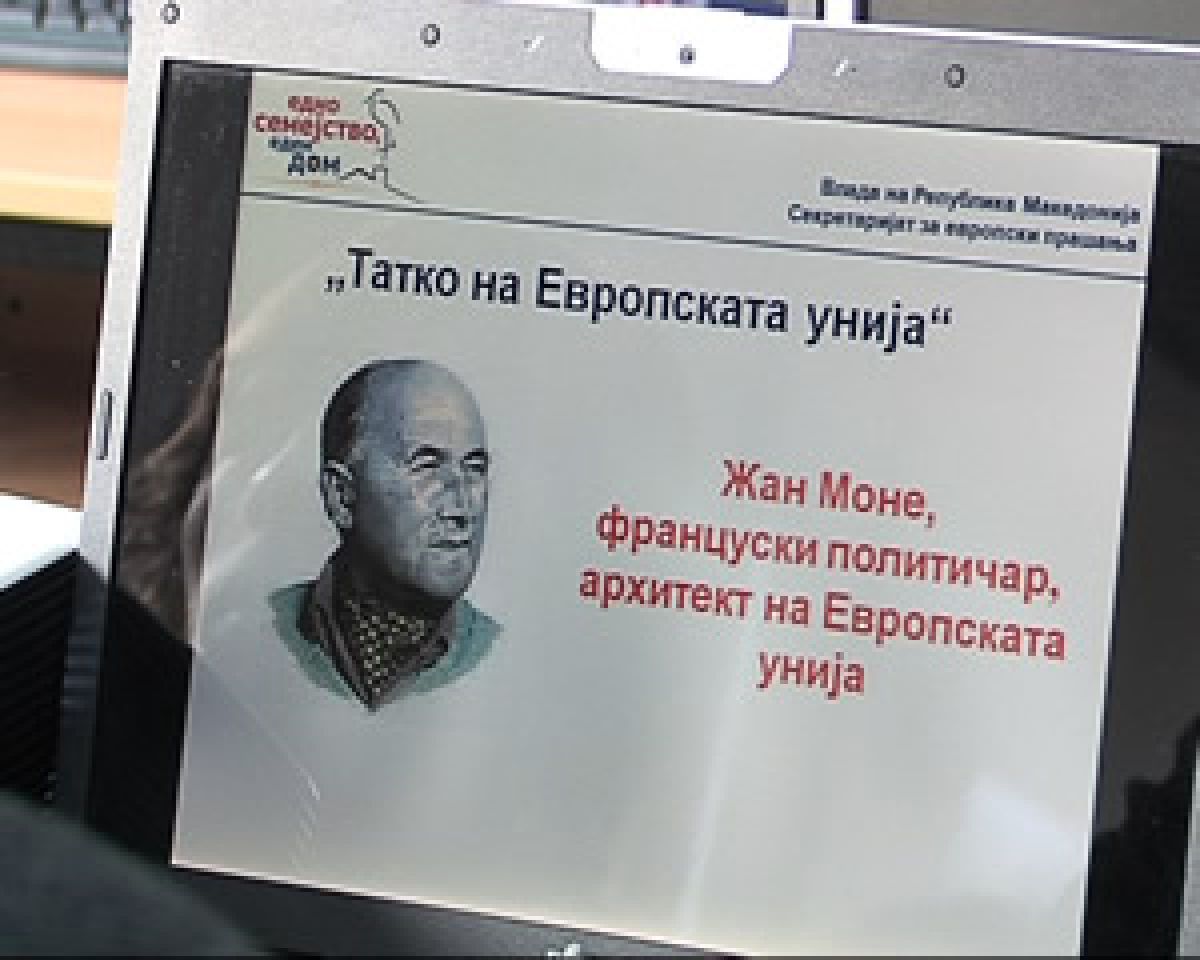 едно
семејство,
еден
дом
Влада на Република Македонија
Секретаријат за европски прашања
„Татко на Европската унија“
Жан Моне,
француски политичар,
архитект на Европската
унија